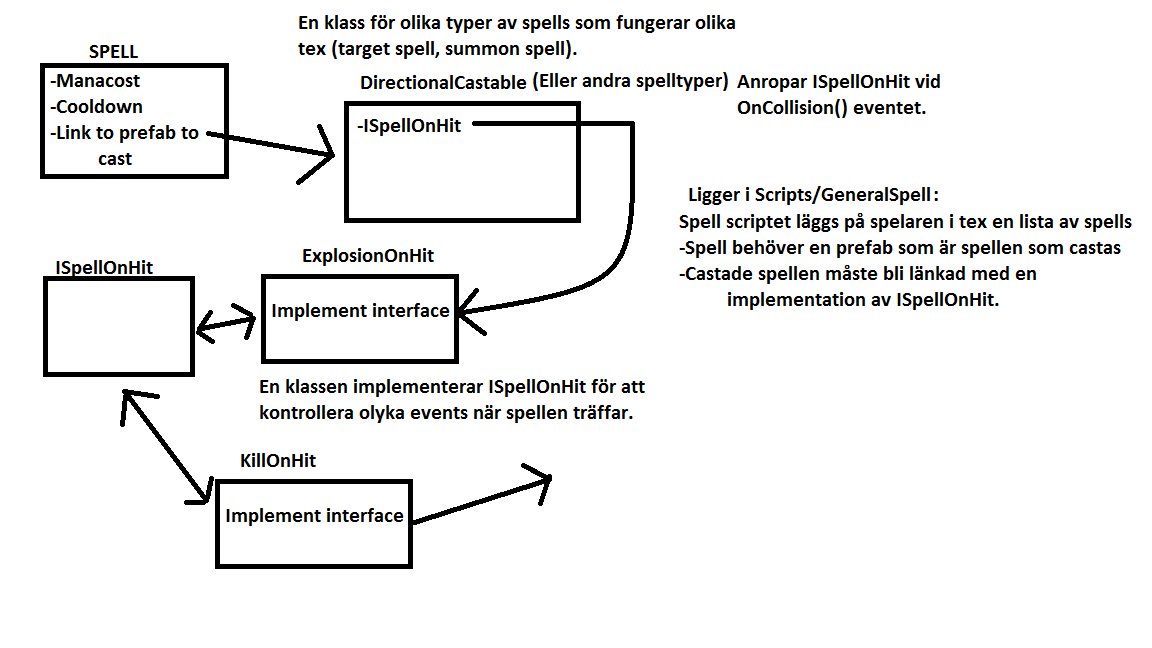 En klass för olika typer av spells som fungerar olika
tex (target spell, summon spell).
SPELL
-Manacost
-Cooldown
-Link to prefab to
cast
DirectionalCastable (Eller andra spelltyper)
-ISpellOnHit
Anropar ISpellOnHit vid
OnCollision() eventet.
Ligger i Scripts/GeneralSpell:
Spell scriptet läggs på spelaren i tex en lista av spells
-Spell behöver en prefab som är spellen som castas
-Castade spellen måste bli länkad med en
implementation av ISpellOnHit.
ISpellOnHit
ExplosionOnHit
Implement interface
En klassen implementerar ISpellOnHit för att
kontrollera olyka events när spellen träffar.
KillOnHit
Implement interface